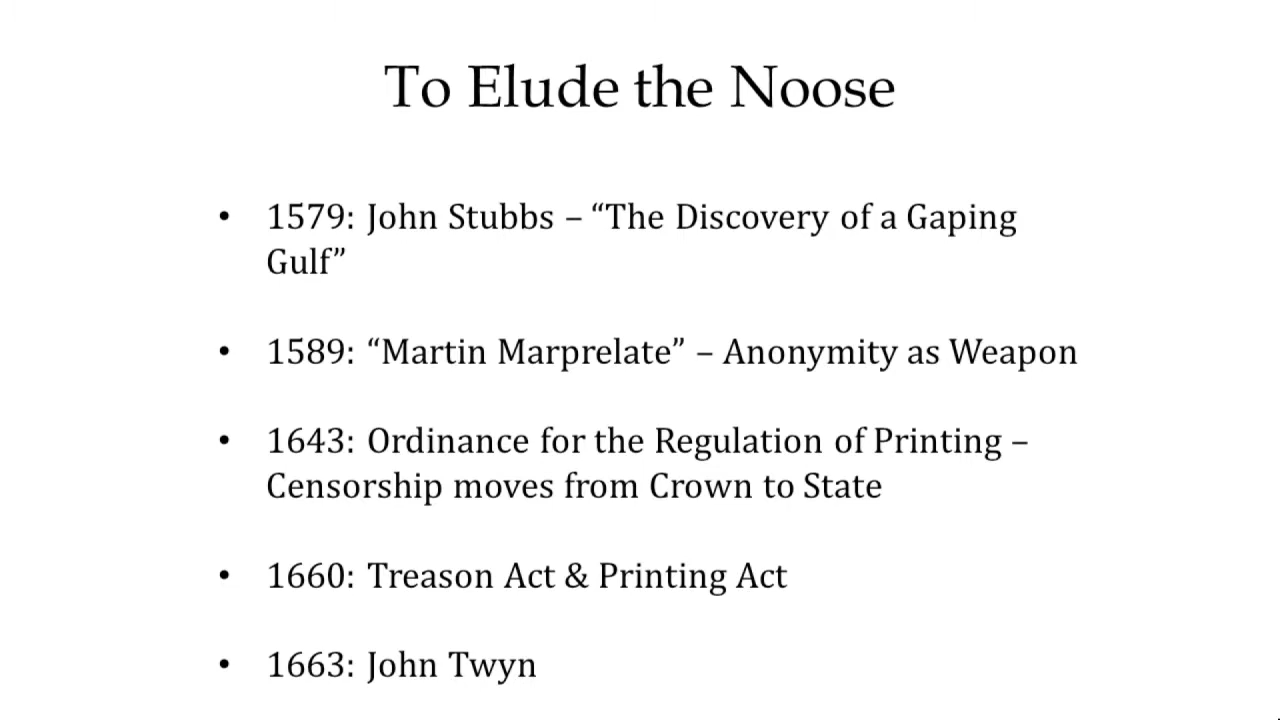 To Elude the Noose
• 1579: John Stubbs – “The Discovery of a Gaping
Gulf”
• 1589: “Martin Marprelate” – Anonymity as Weapon
• 1643: Ordinance for the Regulation of Printing –
Censorship moves from Crown to State
• 1660: Treason Act & Printing Act
• 1663: John Twyn